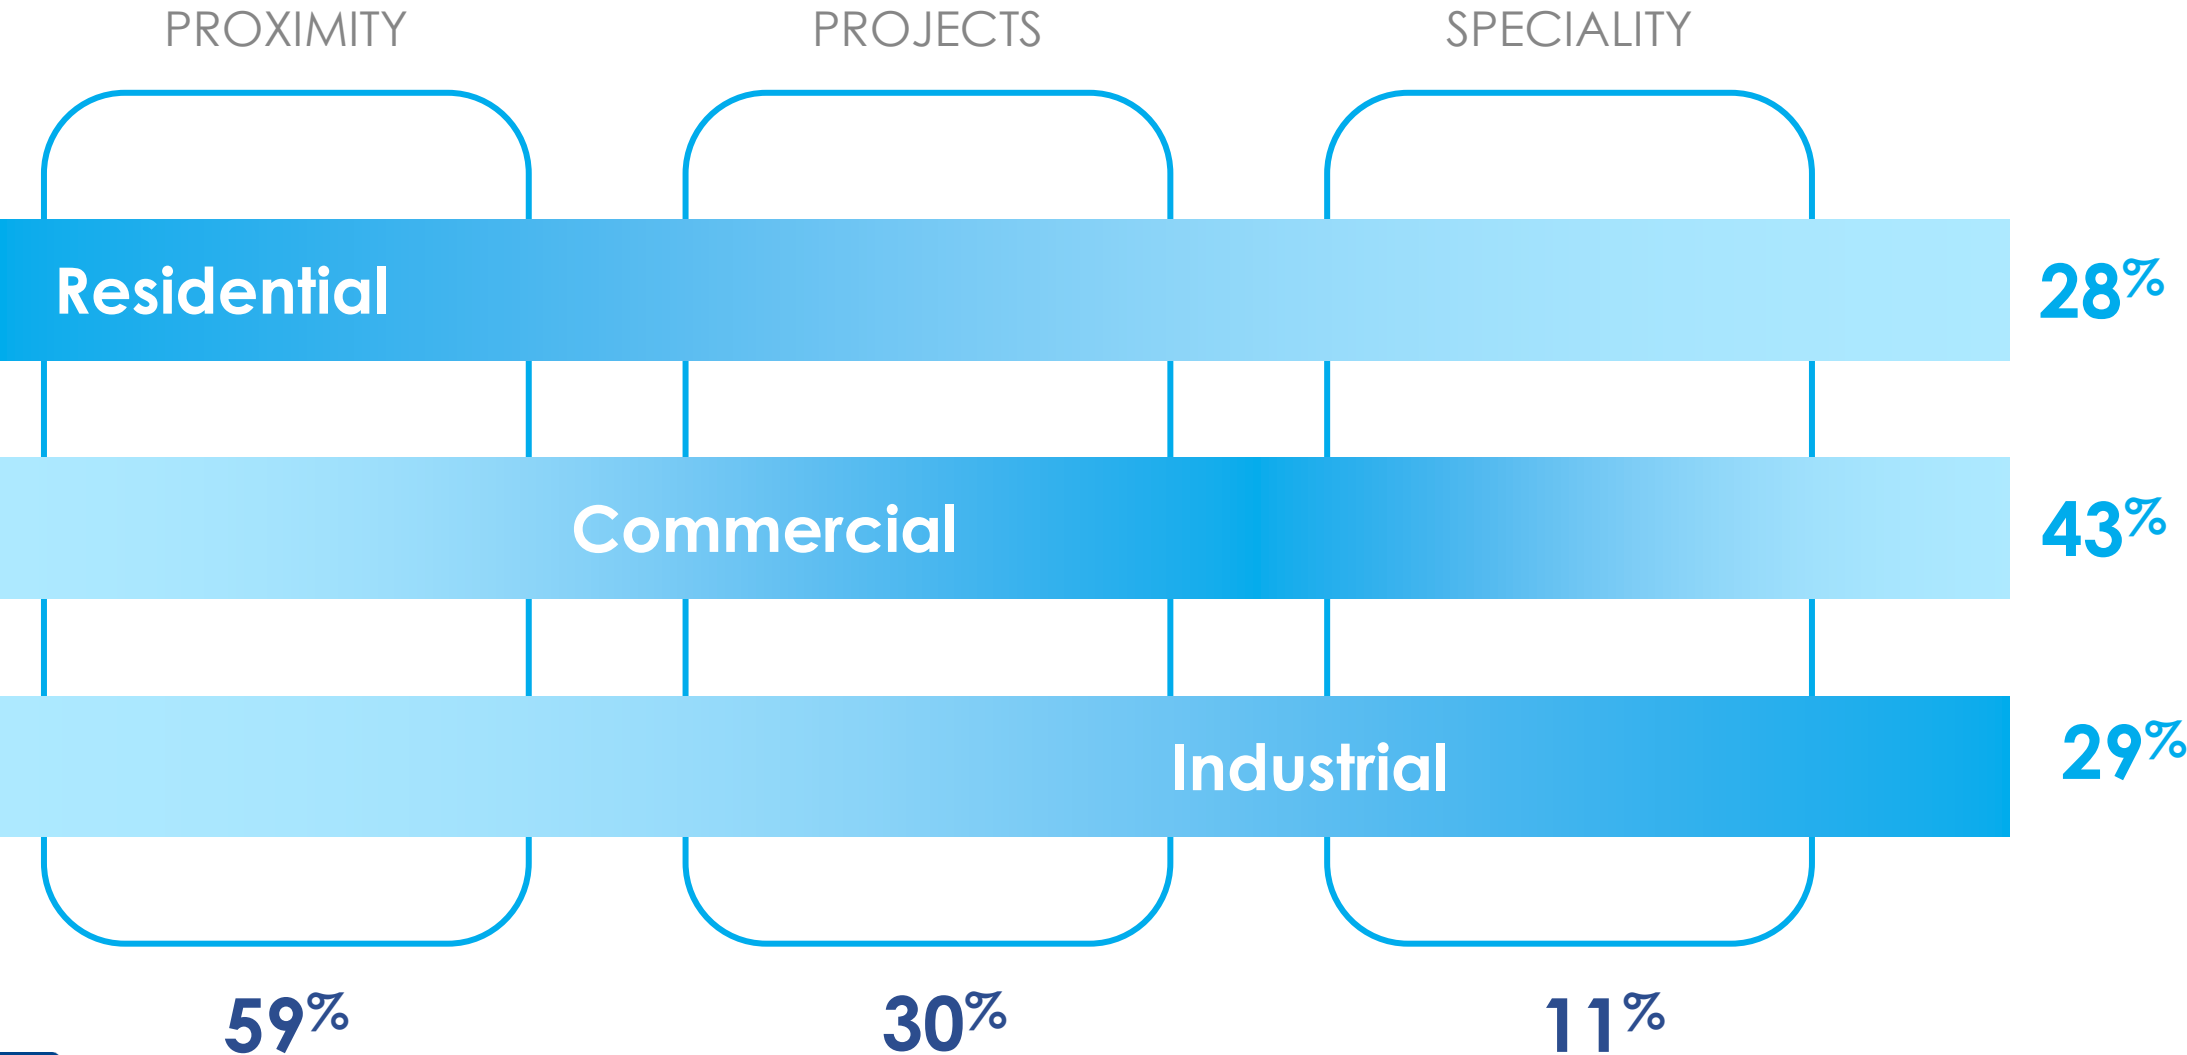 PROXIMITY PROJECTS SPECIALITY
Residential 28%
Commercial 43%
Industrial 29%
59% 30% 11%